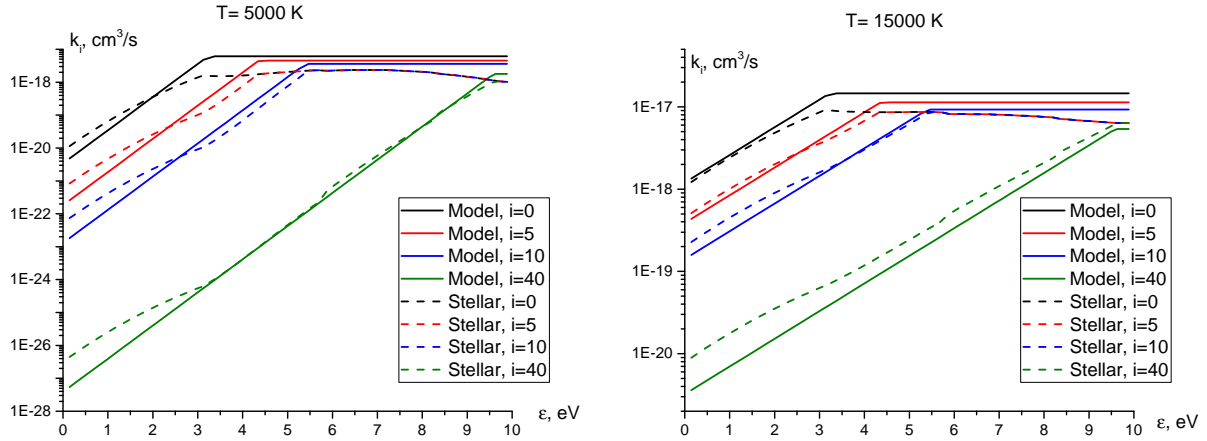 T= 5000 K
k_i, cm³/s
1E-18
1E-20
1E-22
1E-24
1E-26
1E-28
0 1 2 3 4 5 6 7 8 9 10
ε, eV
Model, i=0
Model, i=5
Model, i=10
Model, i=40
Stellar, i=0
Stellar, i=5
Stellar, i=10
Stellar, i=40
T= 15000 K
k_i, cm³/s
1E-17
1E-18
1E-19
1E-20
0 1 2 3 4 5 6 7 8 9 10
ε, eV
Model, i=0
Model, i=5
Model, i=10
Model, i=40
Stellar, i=0
Stellar, i=5
Stellar, i=10
Stellar, i=40